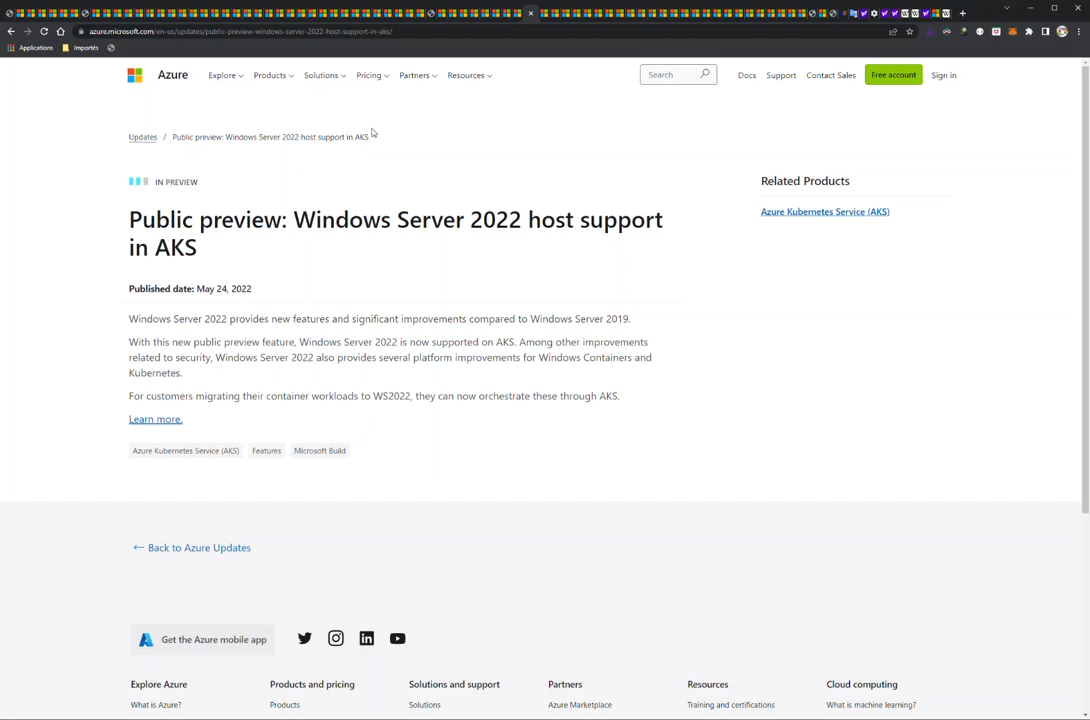 azure.microsoft.com/en-us/updates/public-preview-windows-server-2022-host-support-in-aks/
Applications Importés
Azure Explore Products Solutions Pricing Partners Resources Search Docs Support Contact Sales Free account Sign in
Updates / Public preview: Windows Server 2022 host support in AKS
IN PREVIEW
Related Products
Public preview: Windows Server 2022 host support
in AKS
Azure Kubernetes Service (AKS)
Published date: May 24, 2022
Windows Server 2022 provides new features and significant improvements compared to Windows Server 2019.
With this new public preview feature, Windows Server 2022 is now supported on AKS. Among other improvements
related to security, Windows Server 2022 also provides several platform improvements for Windows Containers and
Kubernetes.
For customers migrating their container workloads to WS2022, they can now orchestrate these through AKS.
Learn more.
Azure Kubernetes Service (AKS) Features Microsoft Build
← Back to Azure Updates
Get the Azure mobile app
Explore Azure Products and pricing Solutions and support Partners Resources Cloud computing
What is Azure? Products Solutions Azure Marketplace Training and certifications What is machine learning?